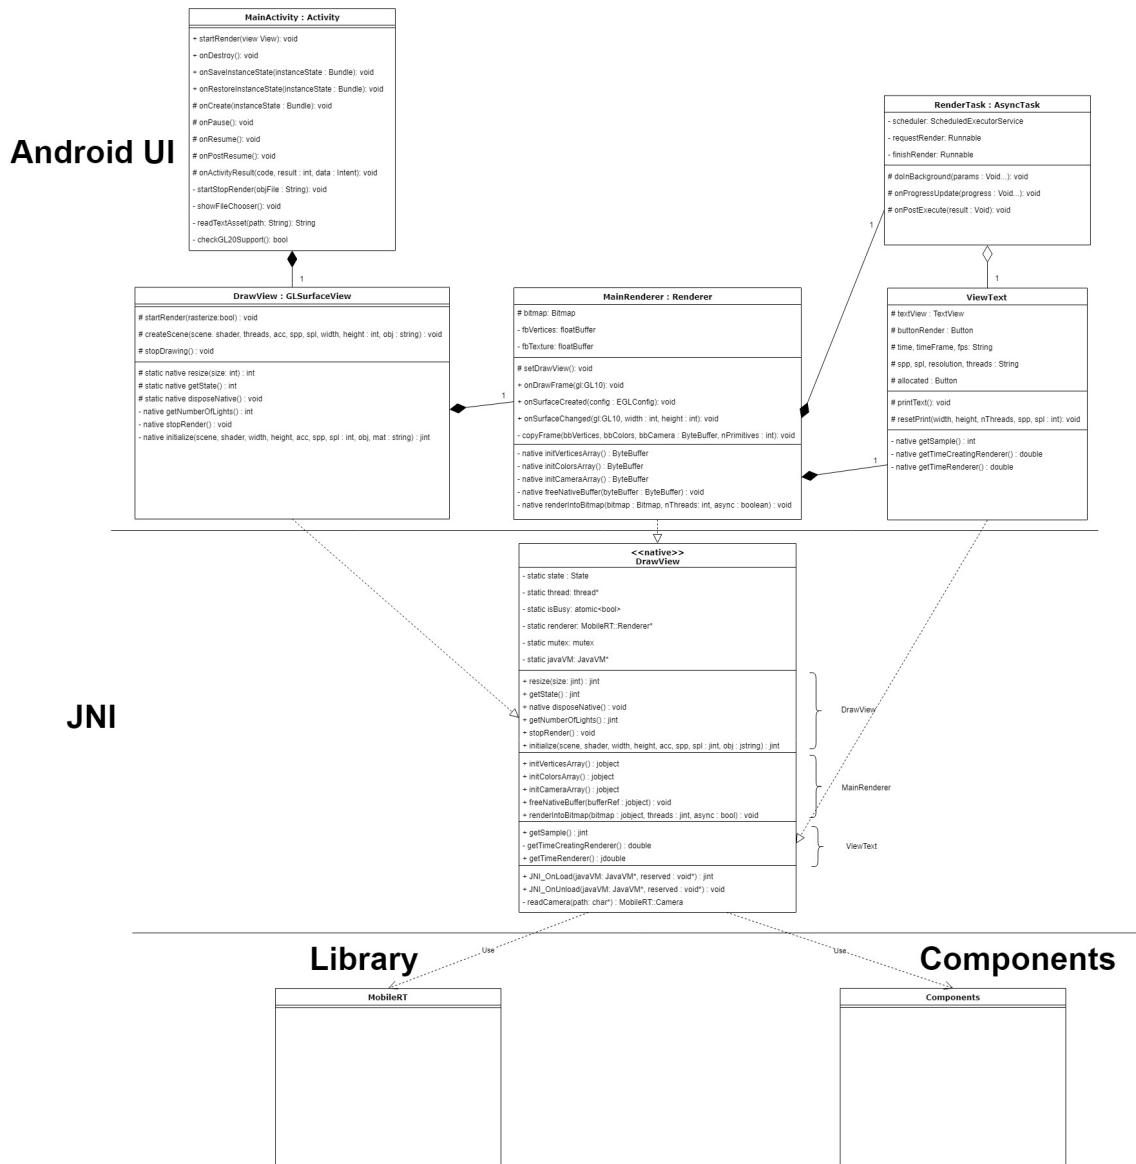 MainActivity : Activity
+ startRender(view View): void
+ onDestroy(): void
+ onSaveInstanceState(instanceState : Bundle): void
+ onRestoreInstanceState(instanceState : Bundle): void
# onCreate(instanceState : Bundle): void
# onPause(): void
# onResume(): void
# onPostResume(): void
# onActivityResult(code, result : int, data : Intent): void
- startStopRender(objFile : String): void
- showFileChooser(): void
- readTextAsset(path: String): String
- checkGL20Support(): bool
Android UI
RenderTask : AsyncTask
- scheduler: ScheduledExecutorService
- requestRender: Runnable
- finishRender: Runnable
# doInBackground(params : Void...): void
# onProgressUpdate(progress : Void...): void
# onPostExecute(result : Void): void
1
1
1
DrawView : GLSurfaceView
# startRender(rasterize:bool) : void
# createScene(scene. shader, threads, acc, spp, spl, width, height : int, obj : string) : void
# stopDrawing() : void
# static native resize(size: int) : int
# static native getState() : int
# static native disposeNative() : void
- native getNumberOfLights() : int
- native stopRender() : void
- native initialize(scene, shader, width, height, acc, spp, spl : int, obj, mat : string) : jint
1
MainRenderer : Renderer
# bitmap: Bitmap
- fbVertices: floatBuffer
- fbTexture: floatBuffer
# setDrawView(): void
+ onDrawFrame(gl:GL10): void
+ onSurfaceCreated(config : EGLConfig): void
+ onSurfaceChanged(gl:GL10, width : int, height : int): void
- copyFrame(bbVertices, bbColors, bbCamera : ByteBuffer, nPrimitives : int): void
- native initVerticesArray() : ByteBuffer
- native initColorsArray() : ByteBuffer
- native initCameraArray() : ByteBuffer
- native freeNativeBuffer(byteBuffer : ByteBuffer) : void
- native renderIntoBitmap(bitmap : Bitmap, nThreads: int, async : boolean) : void
1
ViewText
# textView : TextView
# buttonRender : Button
# time, timeFrame, fps: String
# spp, spl, resolution, threads : String
# allocated : Button
# printText(): void
# resetPrint(width, height, nThreads, spp, spl : int): void
- native getSample() : int
- native getTimeCreatingRenderer() : double
- native getTimeRenderer() : double
JNI
<<native>>
DrawView
- static state : State
- static thread: thread*
- static isBusy: atomic<bool>
- static renderer: MobileRT::Renderer*
- static mutex: mutex
- static javaVM: JavaVM*
+ resize(size: jint) : jint
+ getState() : jint
+ native disposeNative() : void
+ getNumberOfLights() : jint
+ stopRender() : void
+ initialize(scene, shader, width, height, acc, spp, spl : jint, obj : jstring) : jint
DrawView
+ initVerticesArray() : jobject
+ initColorsArray() : jobject
+ initCameraArray() : jobject
+ freeNativeBuffer(bufferRef : jobject) : void
+ renderIntoBitmap(bitmap : jobject, threads : jint, async : bool) : void
MainRenderer
+ getSample() : jint
- getTimeCreatingRenderer() : double
+ getTimeRenderer() : jdouble
ViewText
+ JNI_OnLoad(javaVM: JavaVM*, reserved : void*) : jint
+ JNI_OnUnload(javaVM: JavaVM*, reserved : void*) : void
- readCamera(path: char*) : MobileRT::Camera
Use
Use
Library
Components
MobileRT
Components